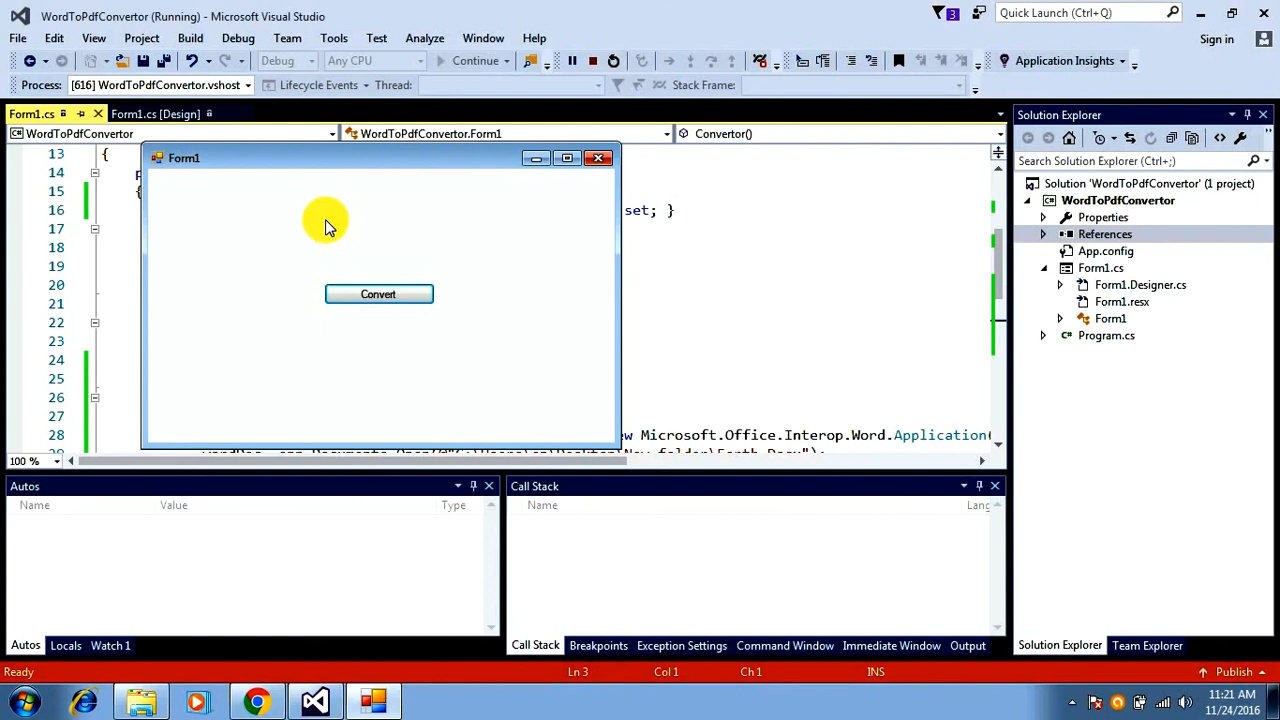 WordToPdfConvertor (Running) - Microsoft Visual Studio
3
Quick Launch (Ctrl+Q)
File Edit View Project Build Debug Team Tools Test Analyze Window Help
Sign in
Debug Any CPU Continue Application Insights
Process: [616] WordToPdfConvertor.vshost Lifecycle Events Thread: Stack Frame:
Form1.cs Form1.cs [Design]
WordToPdfConvertor WordToPdfConvertor.Form1 Convertor()
13 {
14
15
16 set; }
17
18
19
20
21
22
23
24
25
26
27
28 Microsoft.Office.Interop.Word.Application(
100 %
Form1
Convert
Solution Explorer
Search Solution Explorer (Ctrl+;)
Solution 'WordToPdfConvertor' (1 project)
WordToPdfConvertor
Properties
References
App.config
Form1.cs
Form1.Designer.cs
Form1.resx
Form1
Program.cs
Autos
Name Value Type
Call Stack
Name Lang
Autos Locals Watch 1
Call Stack Breakpoints Exception Settings Command Window Immediate Window Output
Solution Explorer Team Explorer
Ready Ln 3 Col 1 Ch 1 INS Publish
11:21 AM
11/24/2016